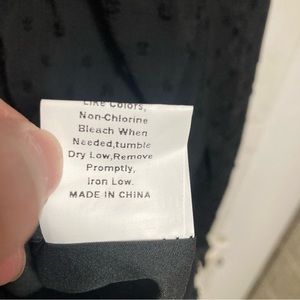 Like Colors,
Non-Chlorine
Bleach When
Needed,tumble
Dry Low,Remove
Promptly,
Iron Low.
MADE IN CHINA